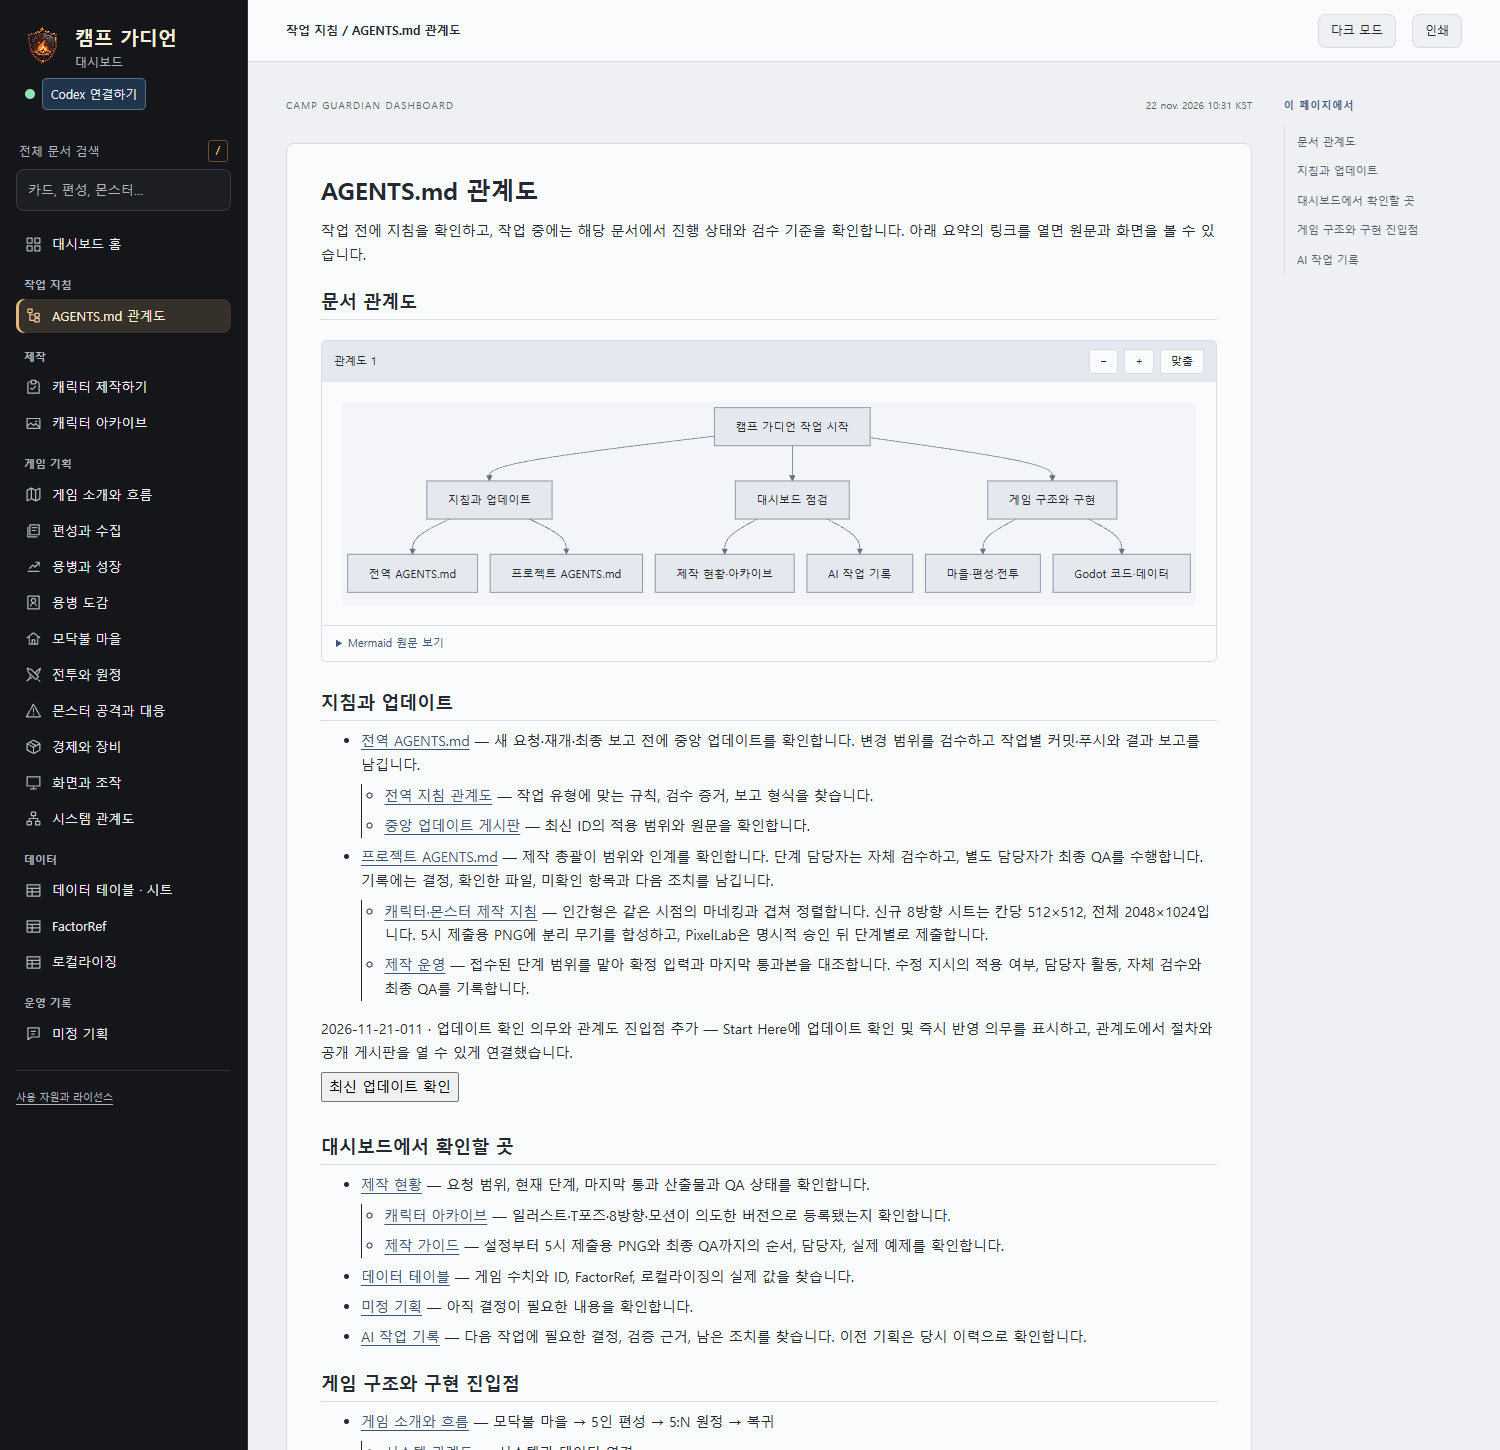 캠프 가디언
대시보드
Codex 연결하기
전체 문서 검색
/
카드, 편성, 몬스터...
대시보드 홈
작업 지침
AGENTS.md 관계도
제작
캐릭터 제작하기
캐릭터 아카이브
게임 기획
게임 소개와 흐름
편성과 수집
용병과 성장
용병 도감
모닥불 마을
전투와 원정
몬스터 공격과 대응
경제와 장비
화면과 조작
시스템 관계도
데이터
데이터 테이블 · 시트
FactorRef
로컬라이징
운영 기록
미정 기획
사용 자원과 라이선스
작업 지침 / AGENTS.md 관계도
다크 모드
인쇄
CAMP GUARDIAN DASHBOARD
22 nov. 2026 10:31 KST
AGENTS.md 관계도
작업 전에 지침을 확인하고, 작업 중에는 해당 문서에서 진행 상태와 검수 기준을 확인합니다. 아래 요약의 링크를 열면 원문과 화면을 볼 수 있
습니다.
문서 관계도
관계도 1
−
+
맞춤
캠프 가디언 작업 시작
지침과 업데이트
대시보드 점검
게임 구조와 구현
전역 AGENTS.md
프로젝트 AGENTS.md
제작 현황·아카이브
AI 작업 기록
마을·편성·전투
Godot 코드·데이터
▶ Mermaid 원문 보기
지침과 업데이트
• 전역 AGENTS.md — 새 요청·재개·최종 보고 전에 중앙 업데이트를 확인합니다. 변경 범위를 검수하고 작업별 커밋·푸시와 결과 보고를
남깁니다.
◦ 전역 지침 관계도 — 작업 유형에 맞는 규칙, 검수 증거, 보고 형식을 찾습니다.
◦ 중앙 업데이트 게시판 — 최신 ID의 적용 범위와 원문을 확인합니다.
• 프로젝트 AGENTS.md — 제작 총괄이 범위와 인계를 확인합니다. 단계 담당자는 자체 검수하고, 별도 담당자가 최종 QA를 수행합니다.
기록에는 결정, 확인한 파일, 미확인 항목과 다음 조치를 남깁니다.
◦ 캐릭터·몬스터 제작 지침 — 인간형은 같은 시점의 마네킹과 겹쳐 정렬합니다. 신규 8방향 시트는 칸당 512×512, 전체 2048×1024입
니다. 5시 제출용 PNG에 분리 무기를 합성하고, PixelLab은 명시적 승인 뒤 단계별로 제출합니다.
◦ 제작 운영 — 접수된 단계 범위를 맡아 확정 입력과 마지막 통과본을 대조합니다. 수정 지시의 적용 여부, 담당자 활동, 자체 검수와
최종 QA를 기록합니다.
2026-11-21-011 · 업데이트 확인 의무와 관계도 진입점 추가 — Start Here에 업데이트 확인 및 즉시 반영 의무를 표시하고, 관계도에서 절차와
공개 게시판을 열 수 있게 연결했습니다.
최신 업데이트 확인
대시보드에서 확인할 곳
• 제작 현황 — 요청 범위, 현재 단계, 마지막 통과 산출물과 QA 상태를 확인합니다.
◦ 캐릭터 아카이브 — 일러스트·T포즈·8방향·모션이 의도한 버전으로 등록됐는지 확인합니다.
◦ 제작 가이드 — 설정부터 5시 제출용 PNG와 최종 QA까지의 순서, 담당자, 실제 예제를 확인합니다.
• 데이터 테이블 — 게임 수치와 ID, FactorRef, 로컬라이징의 실제 값을 찾습니다.
• 미정 기획 — 아직 결정이 필요한 내용을 확인합니다.
• AI 작업 기록 — 다음 작업에 필요한 결정, 검증 근거, 남은 조치를 찾습니다. 이전 기획은 당시 이력으로 확인합니다.
게임 구조와 구현 진입점
• 게임 소개와 흐름 — 모닥불 마을 → 5인 편성 → 5:N 원정 → 복귀
이 페이지에서
문서 관계도
지침과 업데이트
대시보드에서 확인할 곳
게임 구조와 구현 진입점
AI 작업 기록